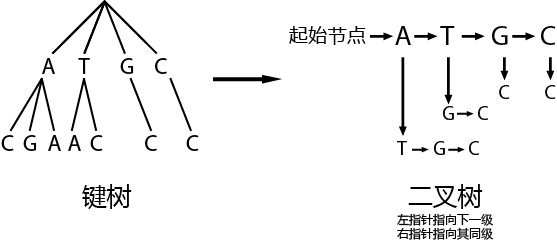 A T G C
C G A A C C C
键树
起始节点 A T G C
C C
G C
T G C
二叉树
左指针指向下一级
右指针指向其同级